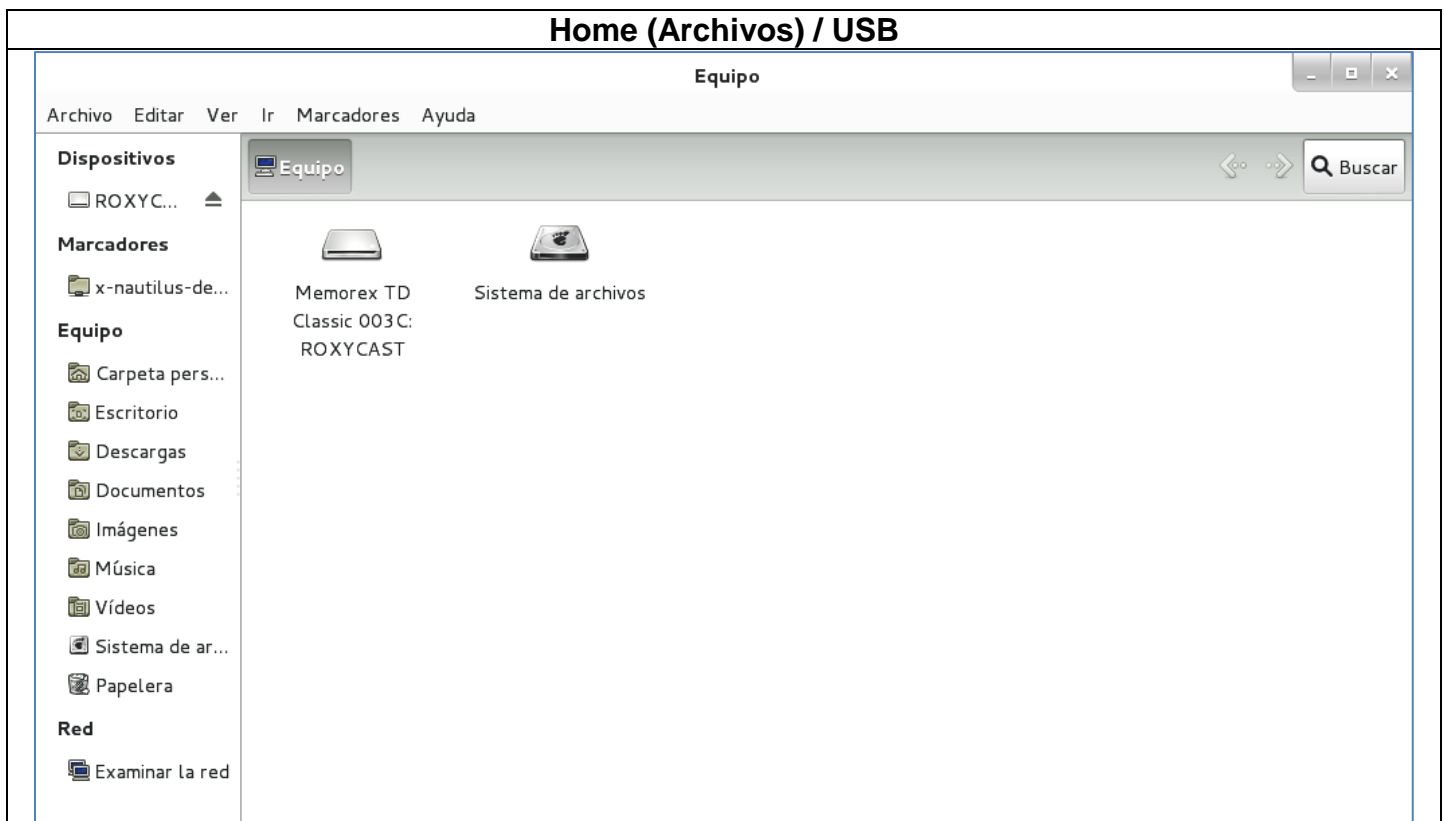 Home (Archivos) / USB
Equipo
Archivo Editar Ver Ir Marcadores Ayuda
Dispositivos
ROXYC...
Marcadores
x-nautilus-de...
Equipo
Carpeta pers...
Escritorio
Descargas
Documentos
Imágenes
Música
Vídeos
Sistema de ar...
Papelera
Red
Examinar la red
Equipo
Buscar
Memorex TD
Classic 003C:
ROXYCAST
Sistema de archivos